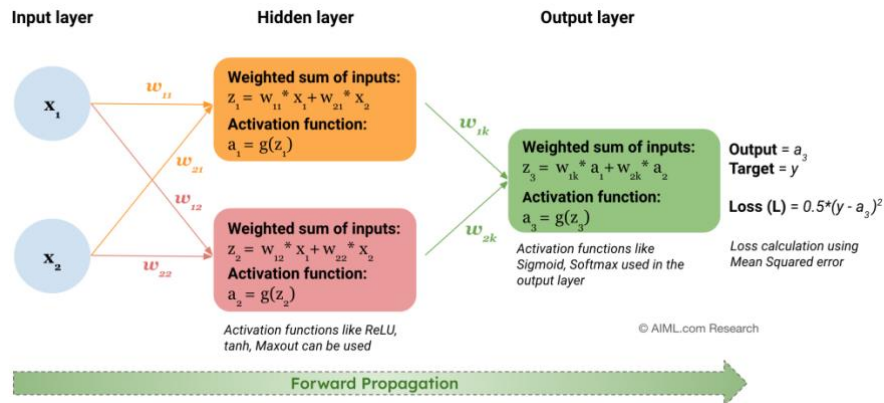 Input layer
Hidden layer
Output layer
x₁
x₂
w₁₁
w₂₁
w₁₂
w₂₂
Weighted sum of inputs:
z₁ = w₁₁* x₁+ w₂₁* x₂
Activation function:
a₁ = g(z₁)
Weighted sum of inputs:
z₂ = w₁₂* x₁+ w₂₂* x₂
Activation function:
a₂ = g(z₂)
Activation functions like ReLU,
tanh, Maxout can be used
w₁ₖ
w₂ₖ
Weighted sum of inputs:
z₃ = w₁ₖ* a₁+ w₂ₖ* a₂
Activation function:
a₃ = g(z₃)
Activation functions like
Sigmoid, Softmax used in the
output layer
Output = a₃
Target = y
Loss (L) = 0.5*(y - a₃)²
Loss calculation using
Mean Squared error
© AIML.com Research
Forward Propagation